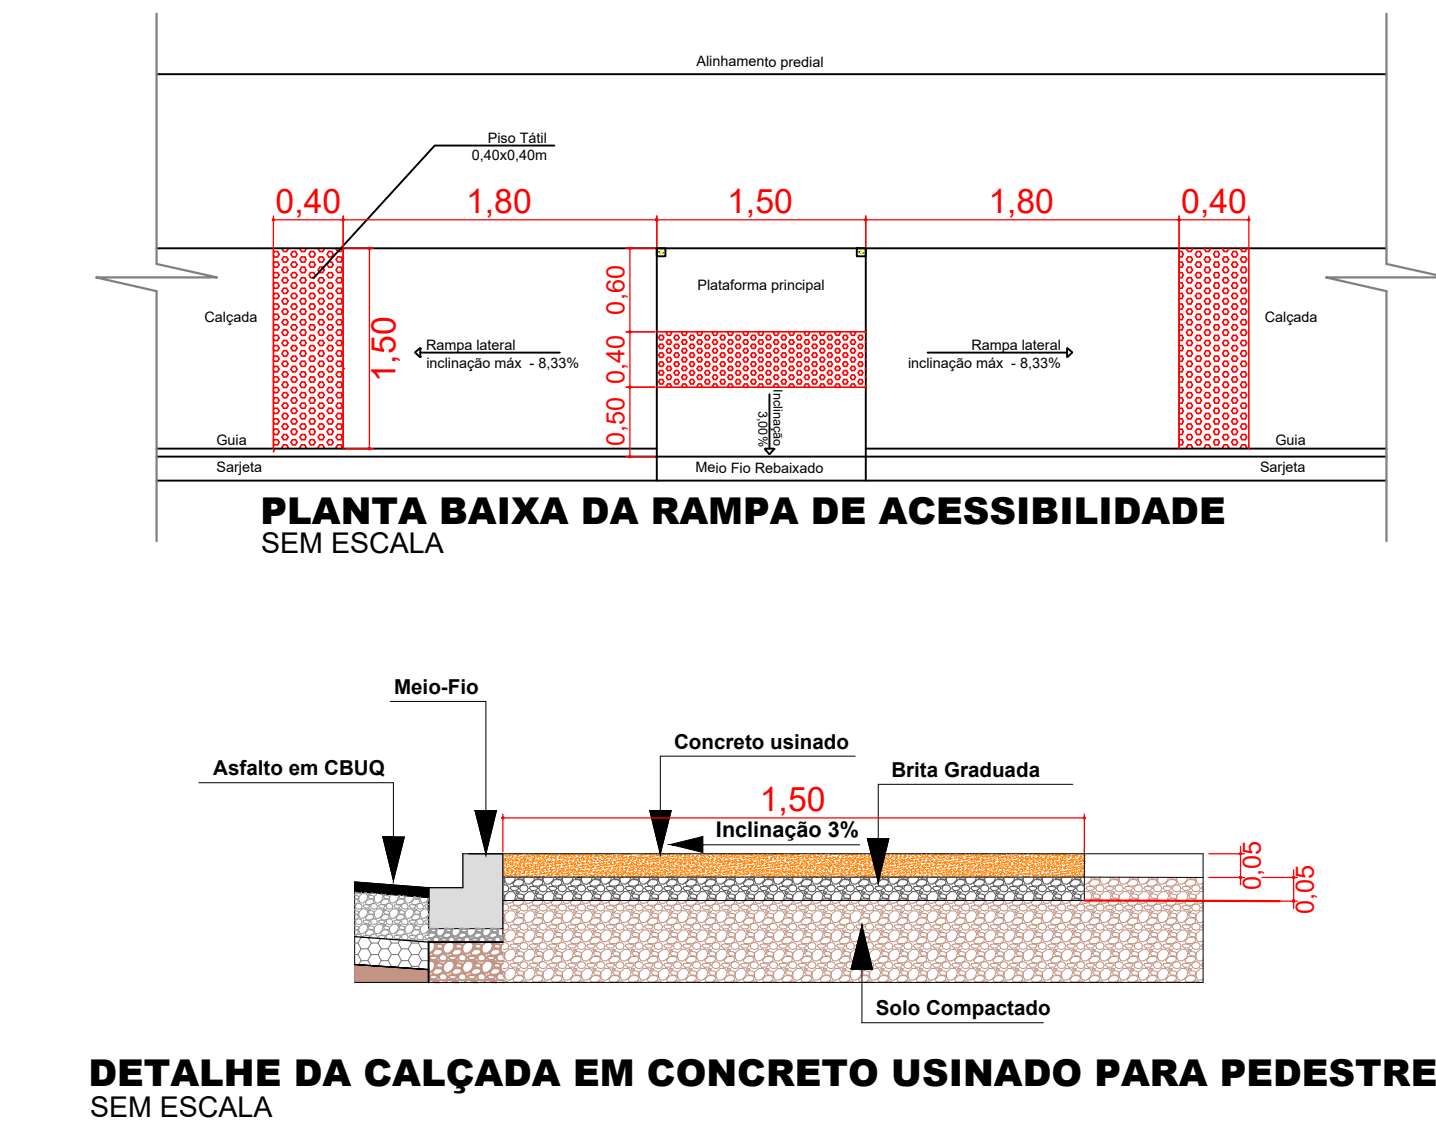 Alinhamento predial
Piso Tátil
0,40x0,40m
0,40
1,80
1,50
1,80
0,40
0,60
Plataforma principal
Calçada
Calçada
1,50
Rampa lateral
inclinação máx - 8,33%
0,40
Rampa lateral
inclinação máx - 8,33%
0,50
Inclinação
3,00%
Guia
Guia
Sarjeta
Meio Fio Rebaixado
Sarjeta
PLANTA BAIXA DA RAMPA DE ACESSIBILIDADE
SEM ESCALA
Meio-Fio
Concreto usinado
Asfalto em CBUQ
Brita Graduada
1,50
Inclinação 3%
0,05
0,05
Solo Compactado
DETALHE DA CALÇADA EM CONCRETO USINADO PARA PEDESTRE
SEM ESCALA